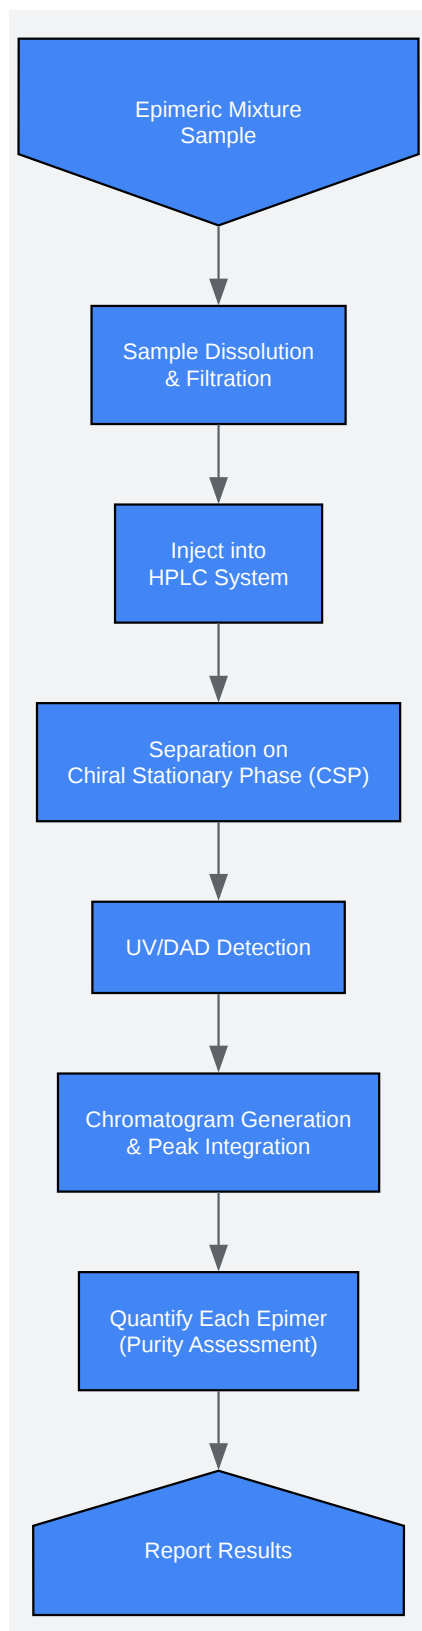 Epimeric Mixture
Sample
Sample Dissolution
& Filtration
Inject into
HPLC System
Separation on
Chiral Stationary Phase (CSP)
UV/DAD Detection
Chromatogram Generation
& Peak Integration
Quantify Each Epimer
(Purity Assessment)
Report Results